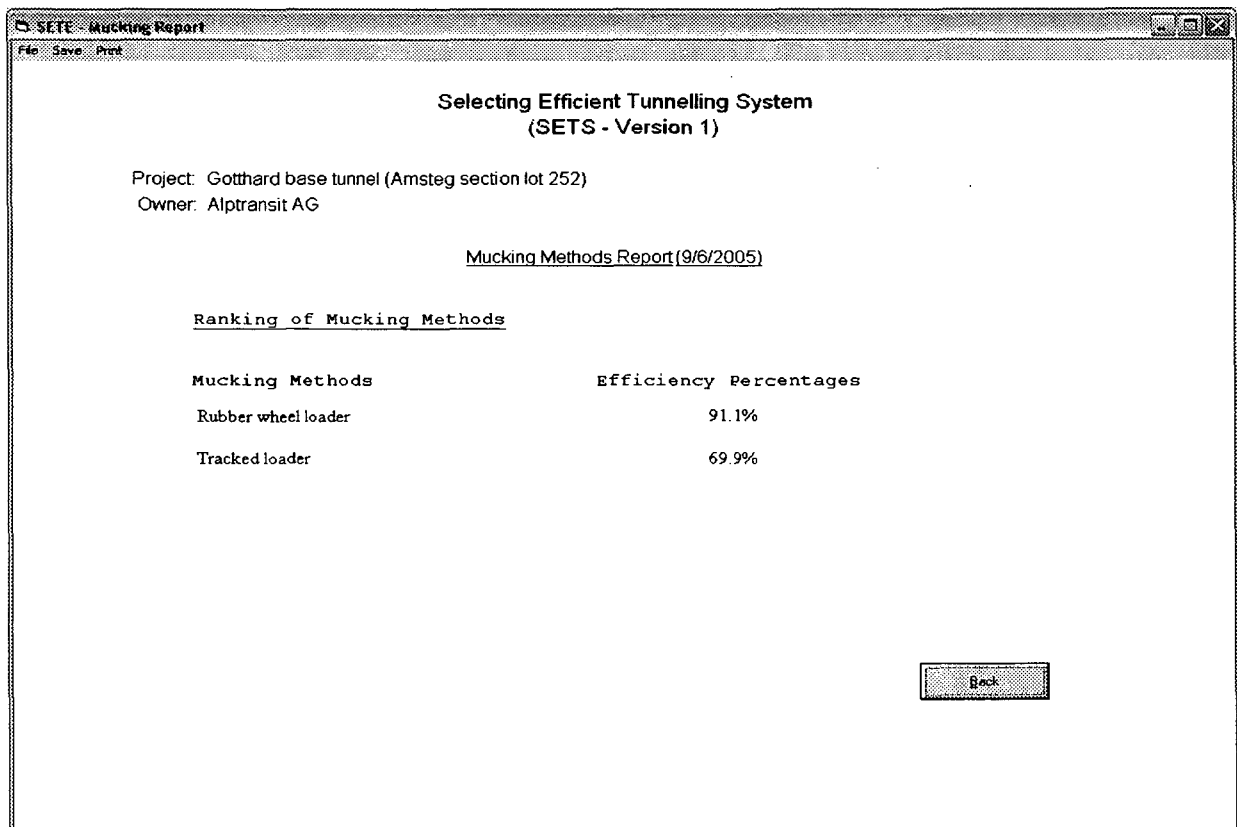 SETE - Mucking Report
File Save Print
Selecting Efficient Tunnelling System
(SETS - Version 1)
Project: Gotthard base tunnel (Amsteg section lot 252)
Owner: Alptransit AG
Mucking Methods Report (9/6/2005)
Ranking of Mucking Methods
Mucking Methods Efficiency Percentages
Rubber wheel loader 91.1%
Tracked loader 69.9%
Back